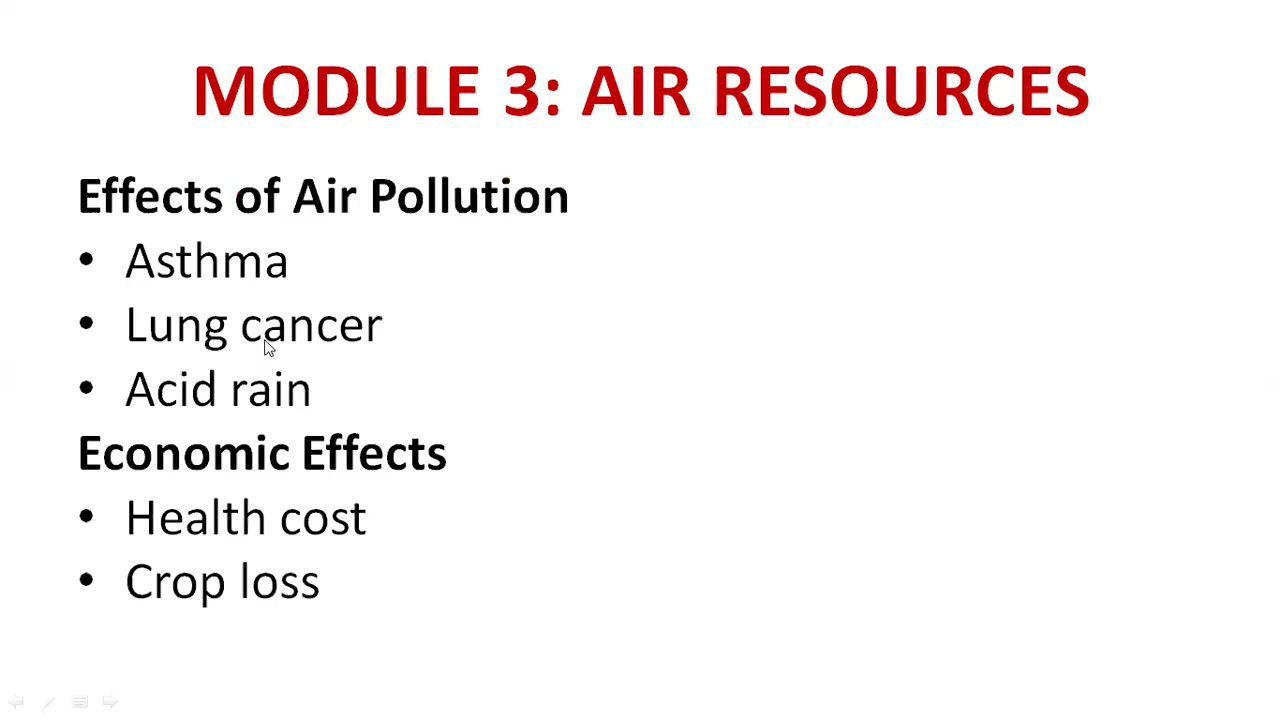 MODULE 3: AIR RESOURCES
Effects of Air Pollution
• Asthma
• Lung cancer
• Acid rain
Economic Effects
• Health cost
• Crop loss